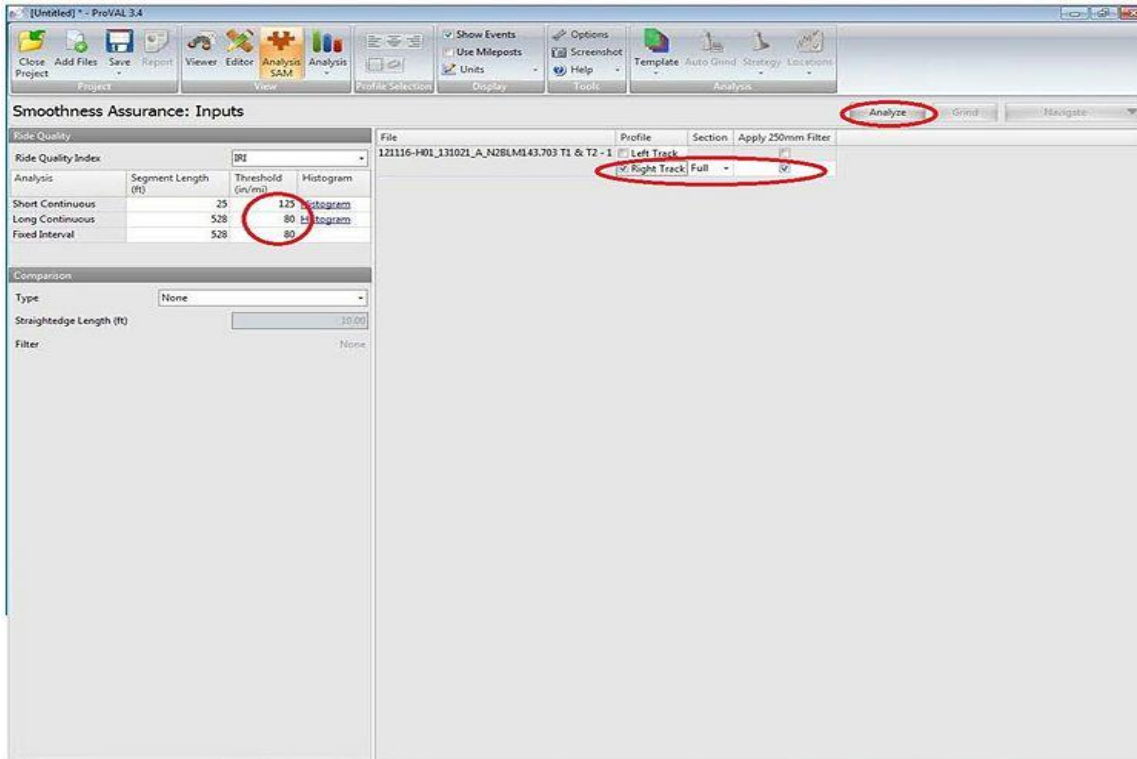 [Untitled] * - ProVAL 3.4
Close Project
Add Files
Save
Report
Viewer
Editor
Analysis SAM
Analysis
Show Events
Use Mileposts
Units
Options
Screenshot
Help
Template
Auto Grind
Strategy
Locations
Project
View
Profile Selection
Display
Tools
Analysis
Smoothness Assurance: Inputs
Analyze
Grind
Navigate
Ride Quality
Ride Quality Index IRI
Analysis Segment Length (ft) Threshold (in/mi) Histogram
Short Continuous 25 125 Histogram
Long Continuous 528 80 Histogram
Fixed Interval 528 80
Comparison
Type None
Straightedge Length (ft) 10.00
Filter None
File Profile Section Apply 250mm Filter
121116-H01_131021_A_N2BLM143.703 T1 & T2 - 1 Left Track
Right Track Full